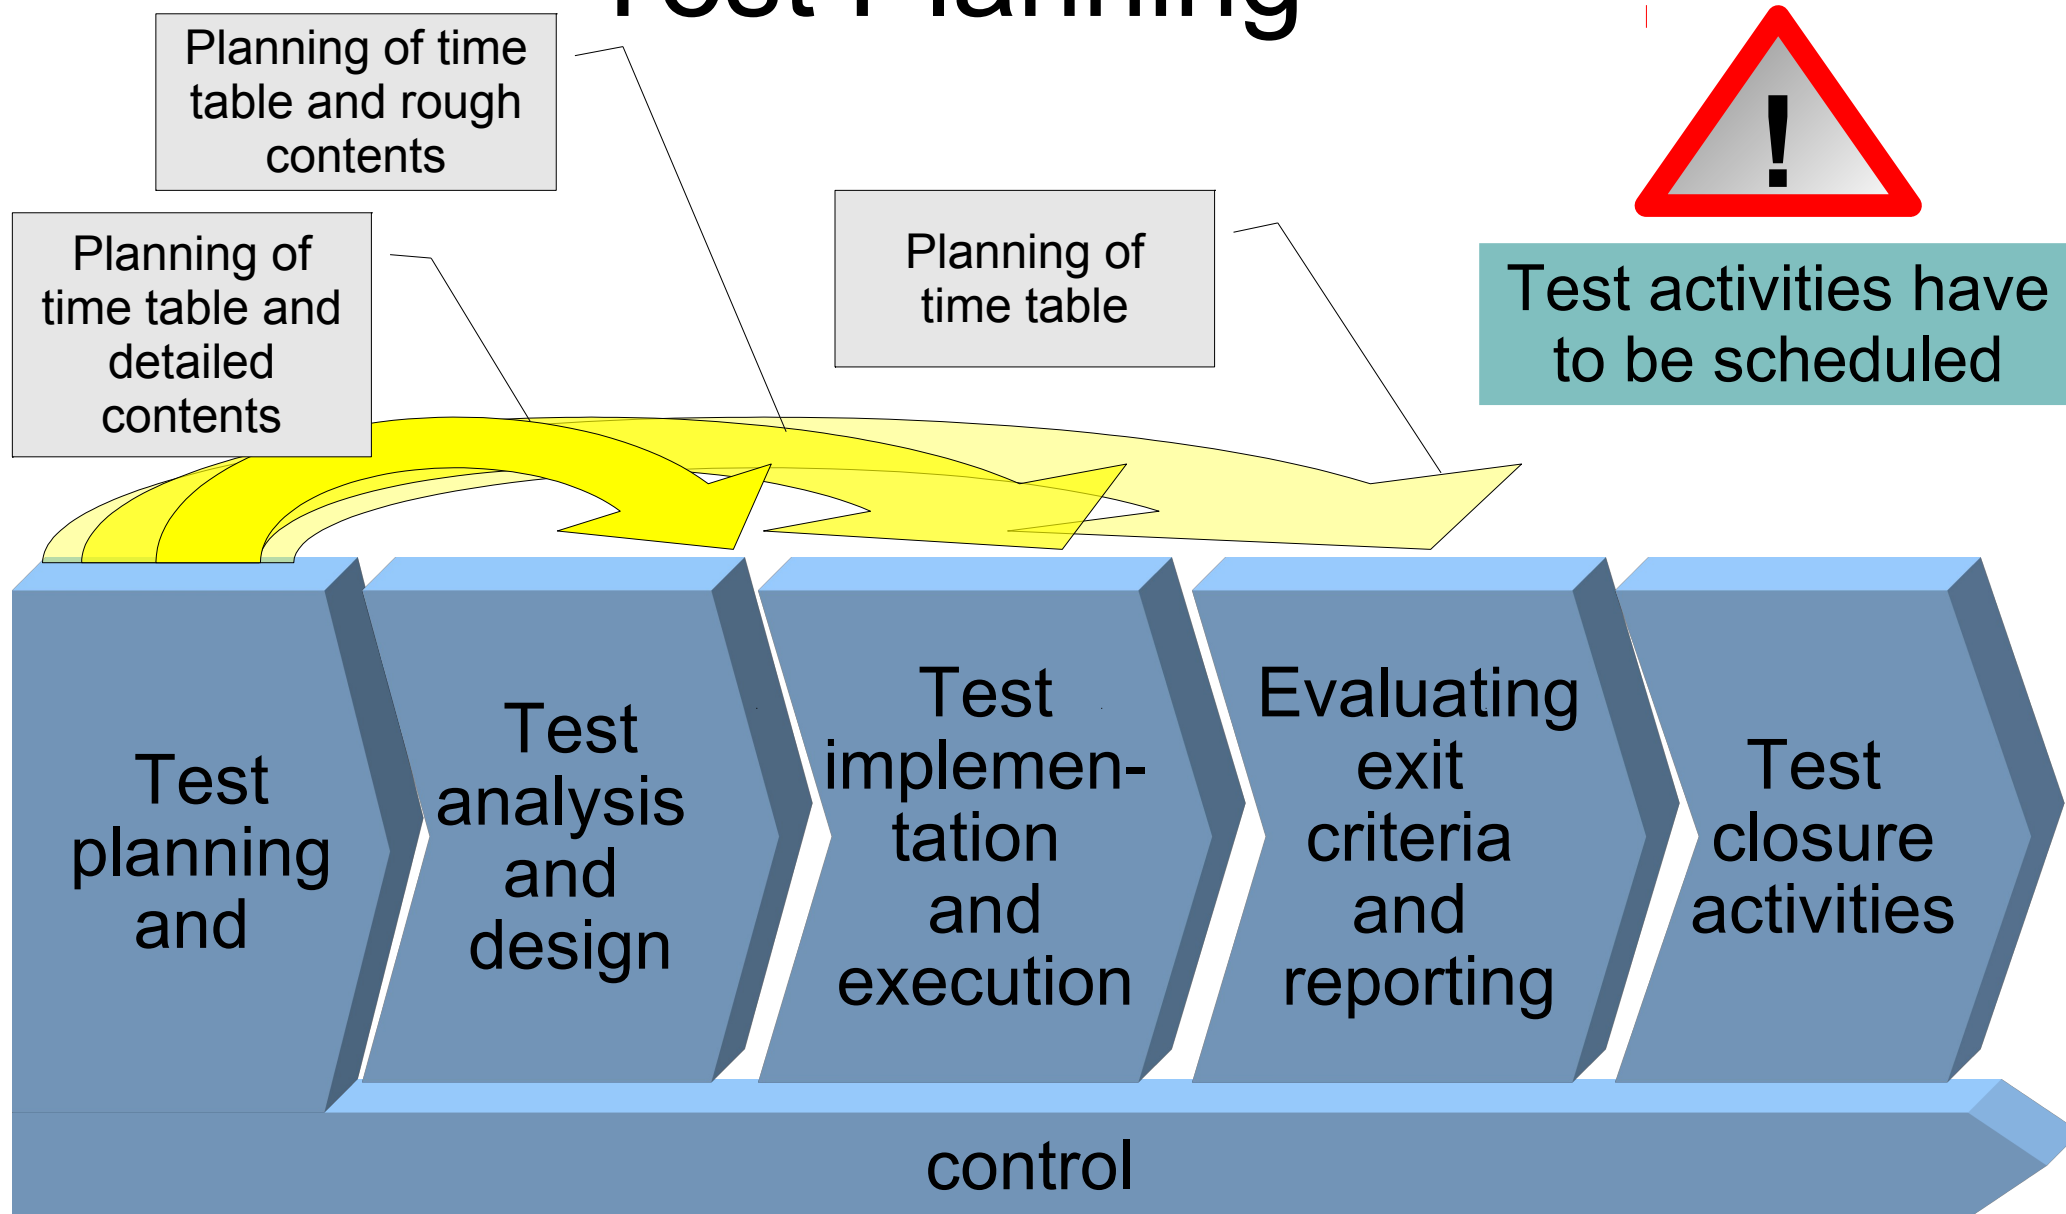 Test Planning
Planning of time
table and rough
contents
!
Planning of
time table and
detailed
contents
Planning of
time table
Test activities have
to be scheduled
Test
planning
and
Test
analysis
and
design
Test
implemen-
tation
and
execution
Evaluating
exit
criteria
and
reporting
Test
closure
activities
control